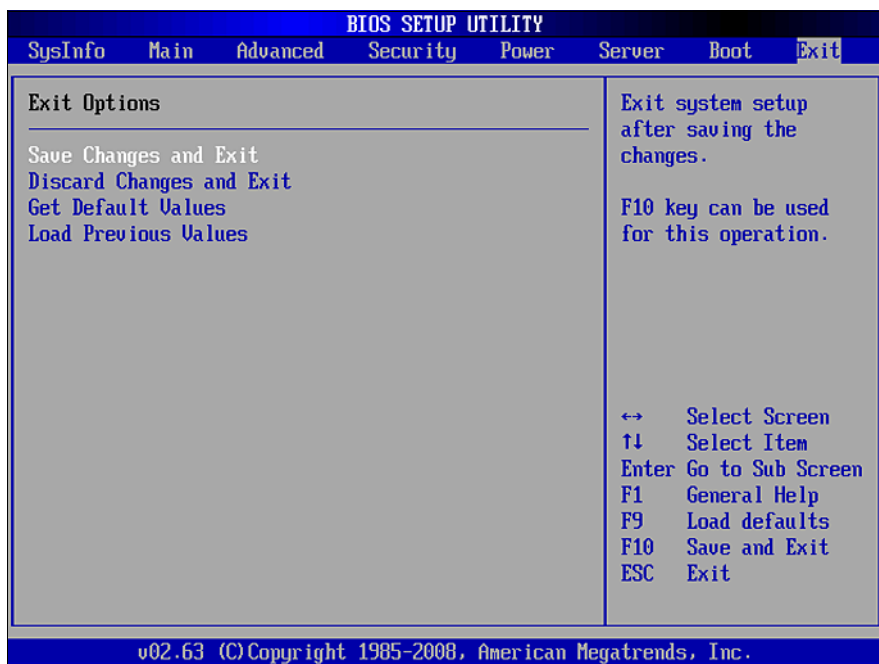 BIOS SETUP UTILITY
SysInfo Main Advanced Security Power Server Boot Exit
Exit Options
Save Changes and Exit
Discard Changes and Exit
Get Default Values
Load Previous Values
Exit system setup
after saving the
changes.
F10 key can be used
for this operation.
↔ Select Screen
↑↓ Select Item
Enter Go to Sub Screen
F1 General Help
F9 Load defaults
F10 Save and Exit
ESC Exit
v02.63 (C)Copyright 1985-2008, American Megatrends, Inc.